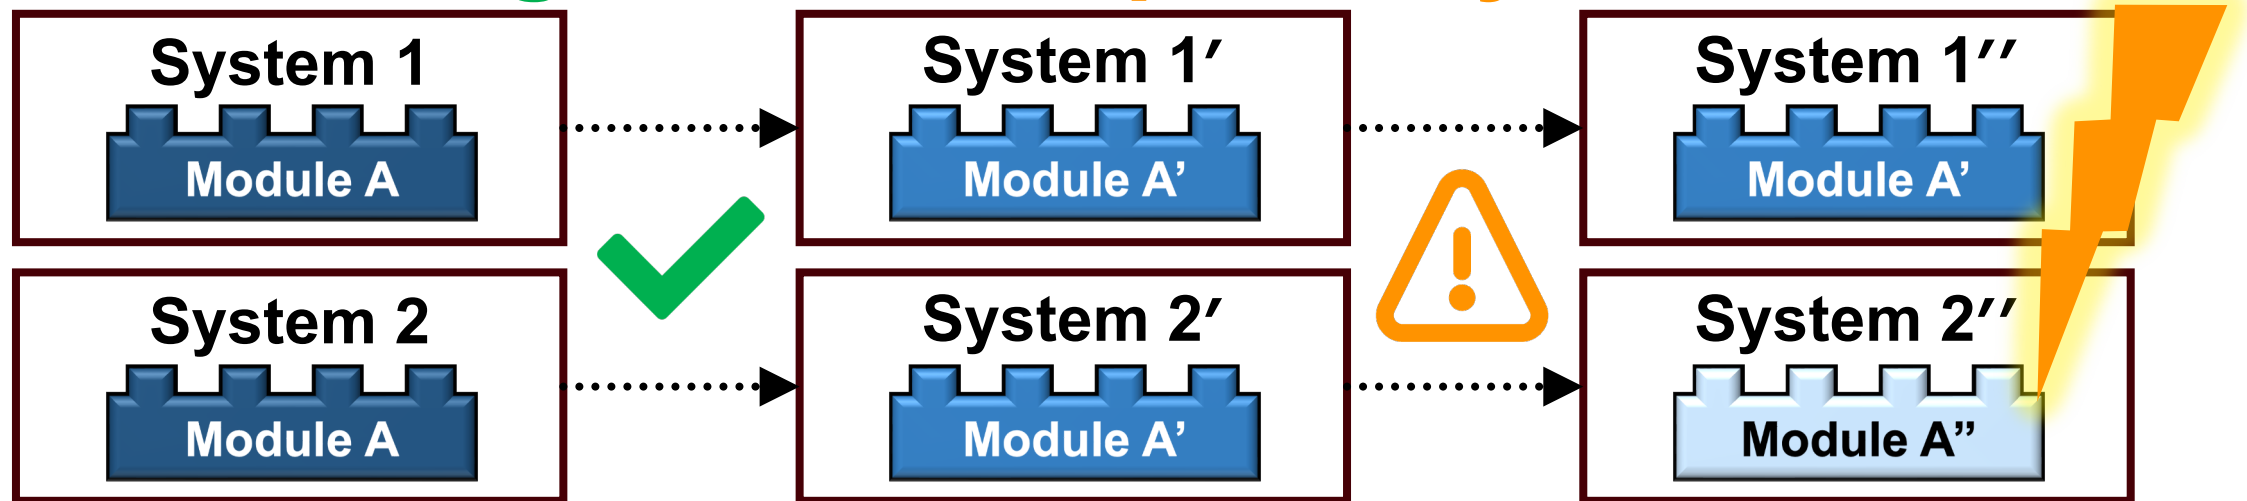 System 1
Module A
System 1′
Module A’
System 1′′
Module A’
System 2
Module A
System 2′
Module A’
System 2′′
Module A”